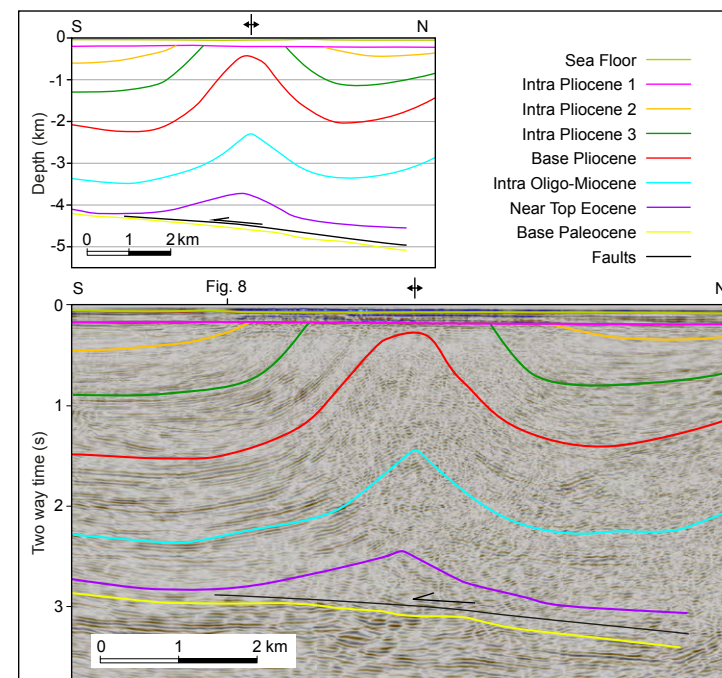 S N
0
-1
-2
-3
-4
-5
Depth (km)
0 1 2 km
Sea Floor
Intra Pliocene 1
Intra Pliocene 2
Intra Pliocene 3
Base Pliocene
Intra Oligo-Miocene
Near Top Eocene
Base Paleocene
Faults
S Fig. 8 N
0
1
2
3
Two way time (s)
0 1 2 km